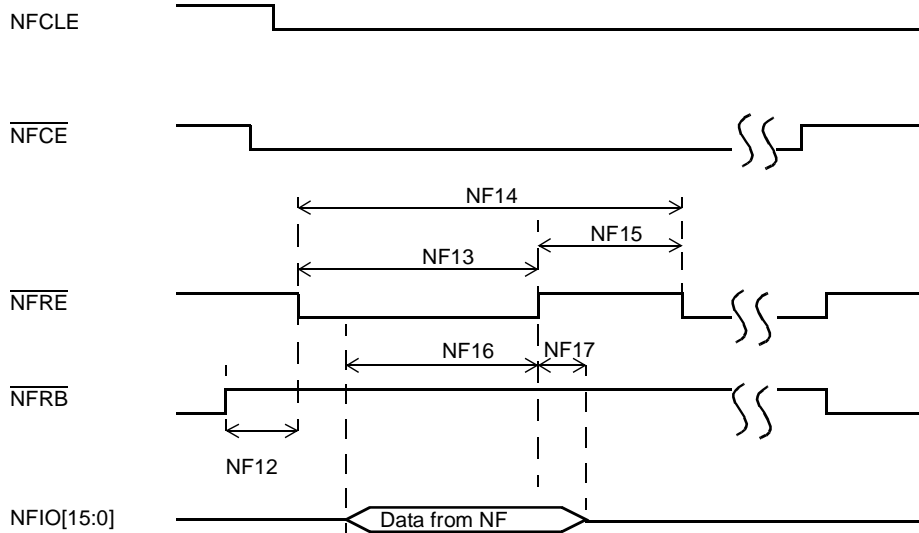 NFCLE
NFCE
NF14
NF15
NF13
NFRE
NF16
NF17
NFRB
NF12
NFIO[15:0]
Data from NF